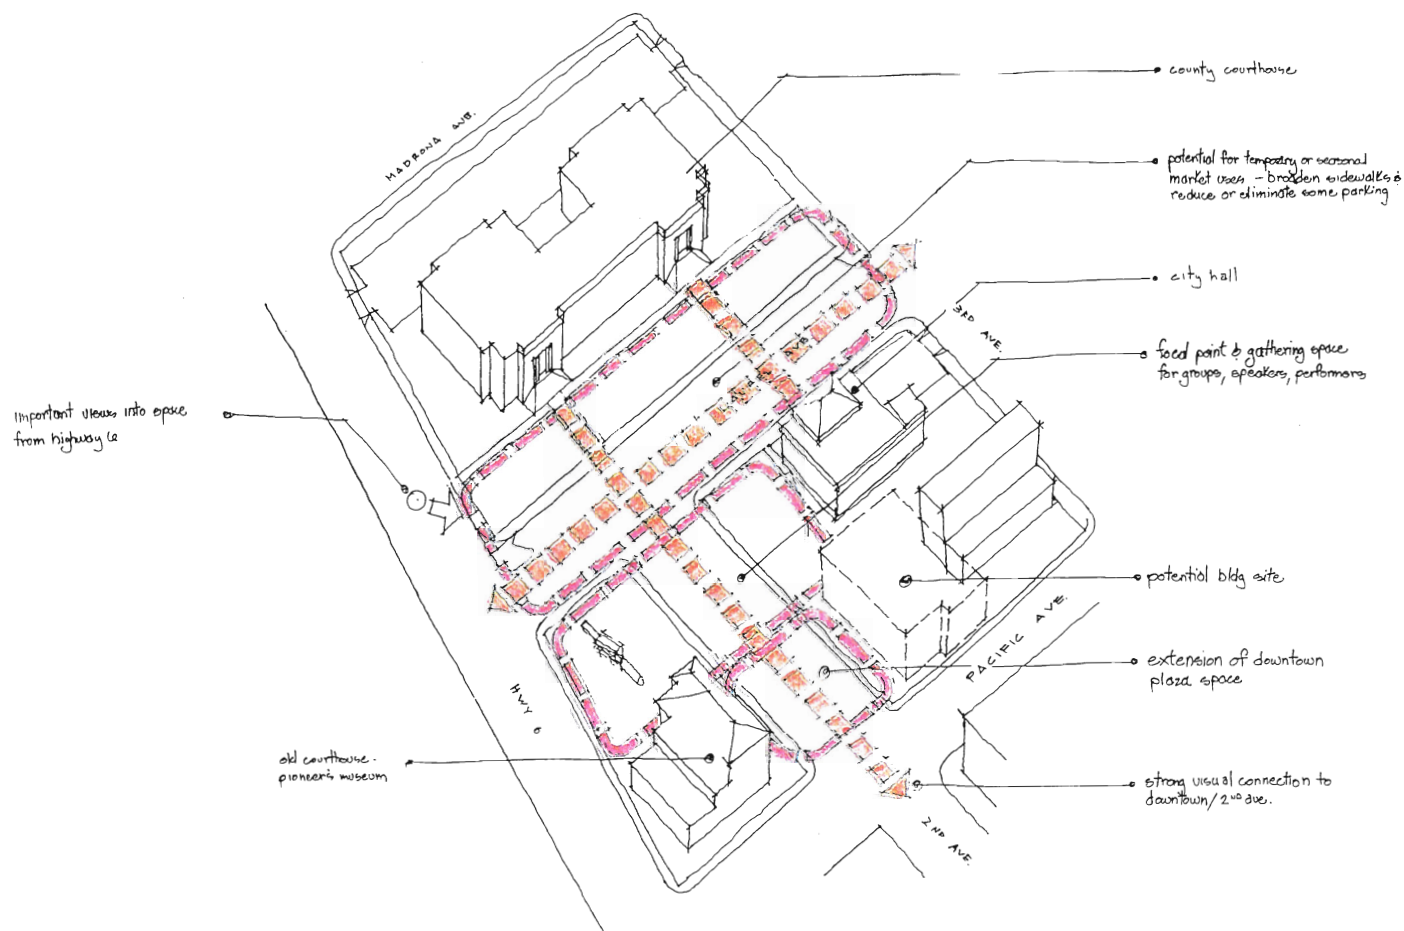 county courthouse
MADRONA AVE.
potential for temporary or seasonal
market uses - broaden sidewalks &
reduce or eliminate some parking
city hall
3RD AVE.
focal point & gathering space
for groups, speakers, performers
AVE
important views into space
from highway 6
potential bldg site
PACIFIC AVE.
extension of downtown
plaza space
HWY 6
old courthouse -
pioneers museum
strong visual connection to
downtown/2ND ave.
2ND AVE.